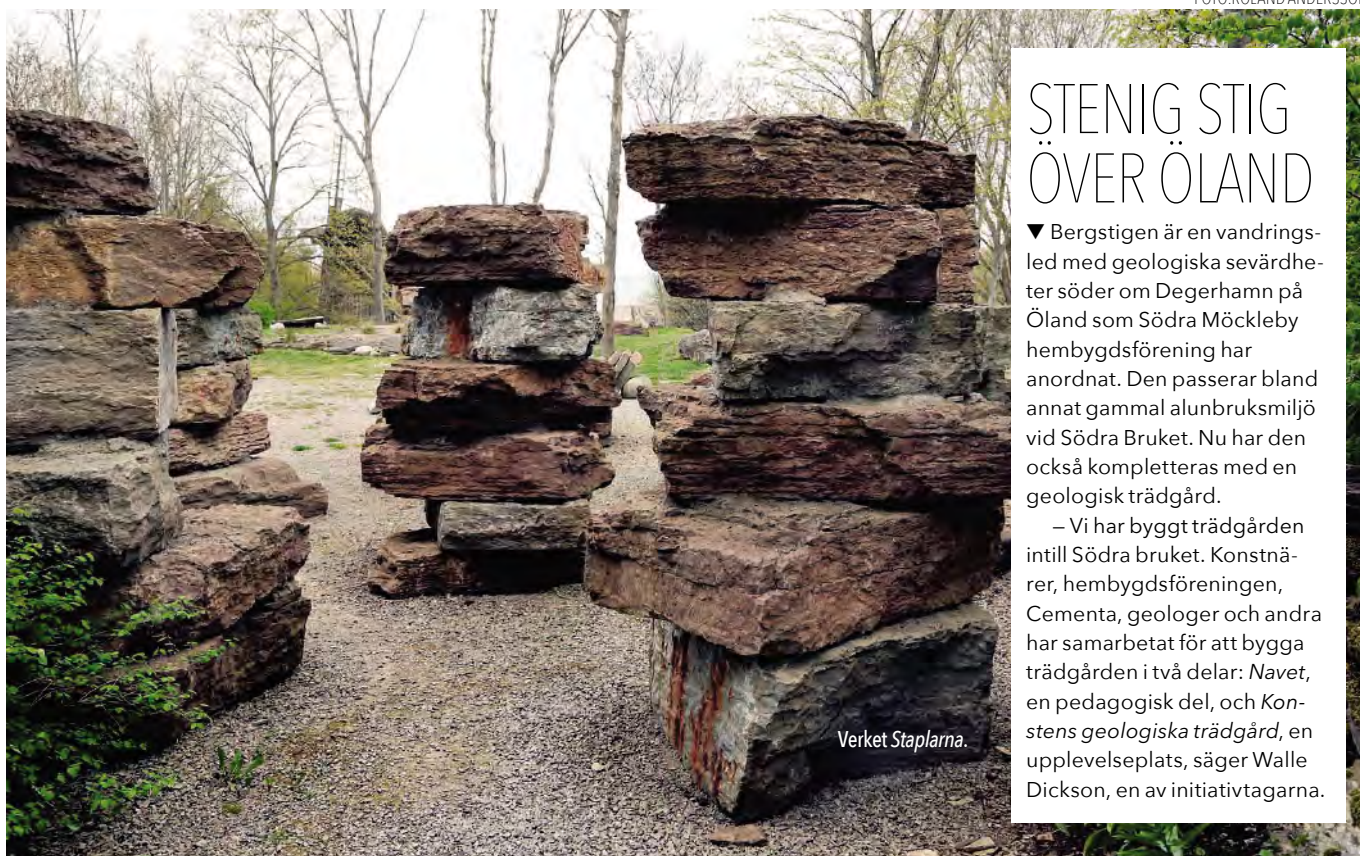 FOTO:ROLAND ANDERSSON
STENIG STIG
ÖVER ÖLAND
▼ Bergstigen är en vandrings-
led med geologiska sevärdhe-
ter söder om Degerhamn på
Öland som Södra Möckleby
hembygdsförening har
anordnat. Den passerar bland
annat gammal alunbruksmiljö
vid Södra Bruket. Nu har den
också kompletteras med en
geologisk trädgård.
– Vi har byggt trädgården
intill Södra bruket. Konstnä-
rer, hembygdsföreningen,
Cementa, geologer och andra
har samarbetat för att bygga
trädgården i två delar: Navet,
en pedagogisk del, och Kon-
stens geologiska trädgård, en
upplevelseplats, säger Walle
Dickson, en av initiativtagarna.
Verket Staplarna.